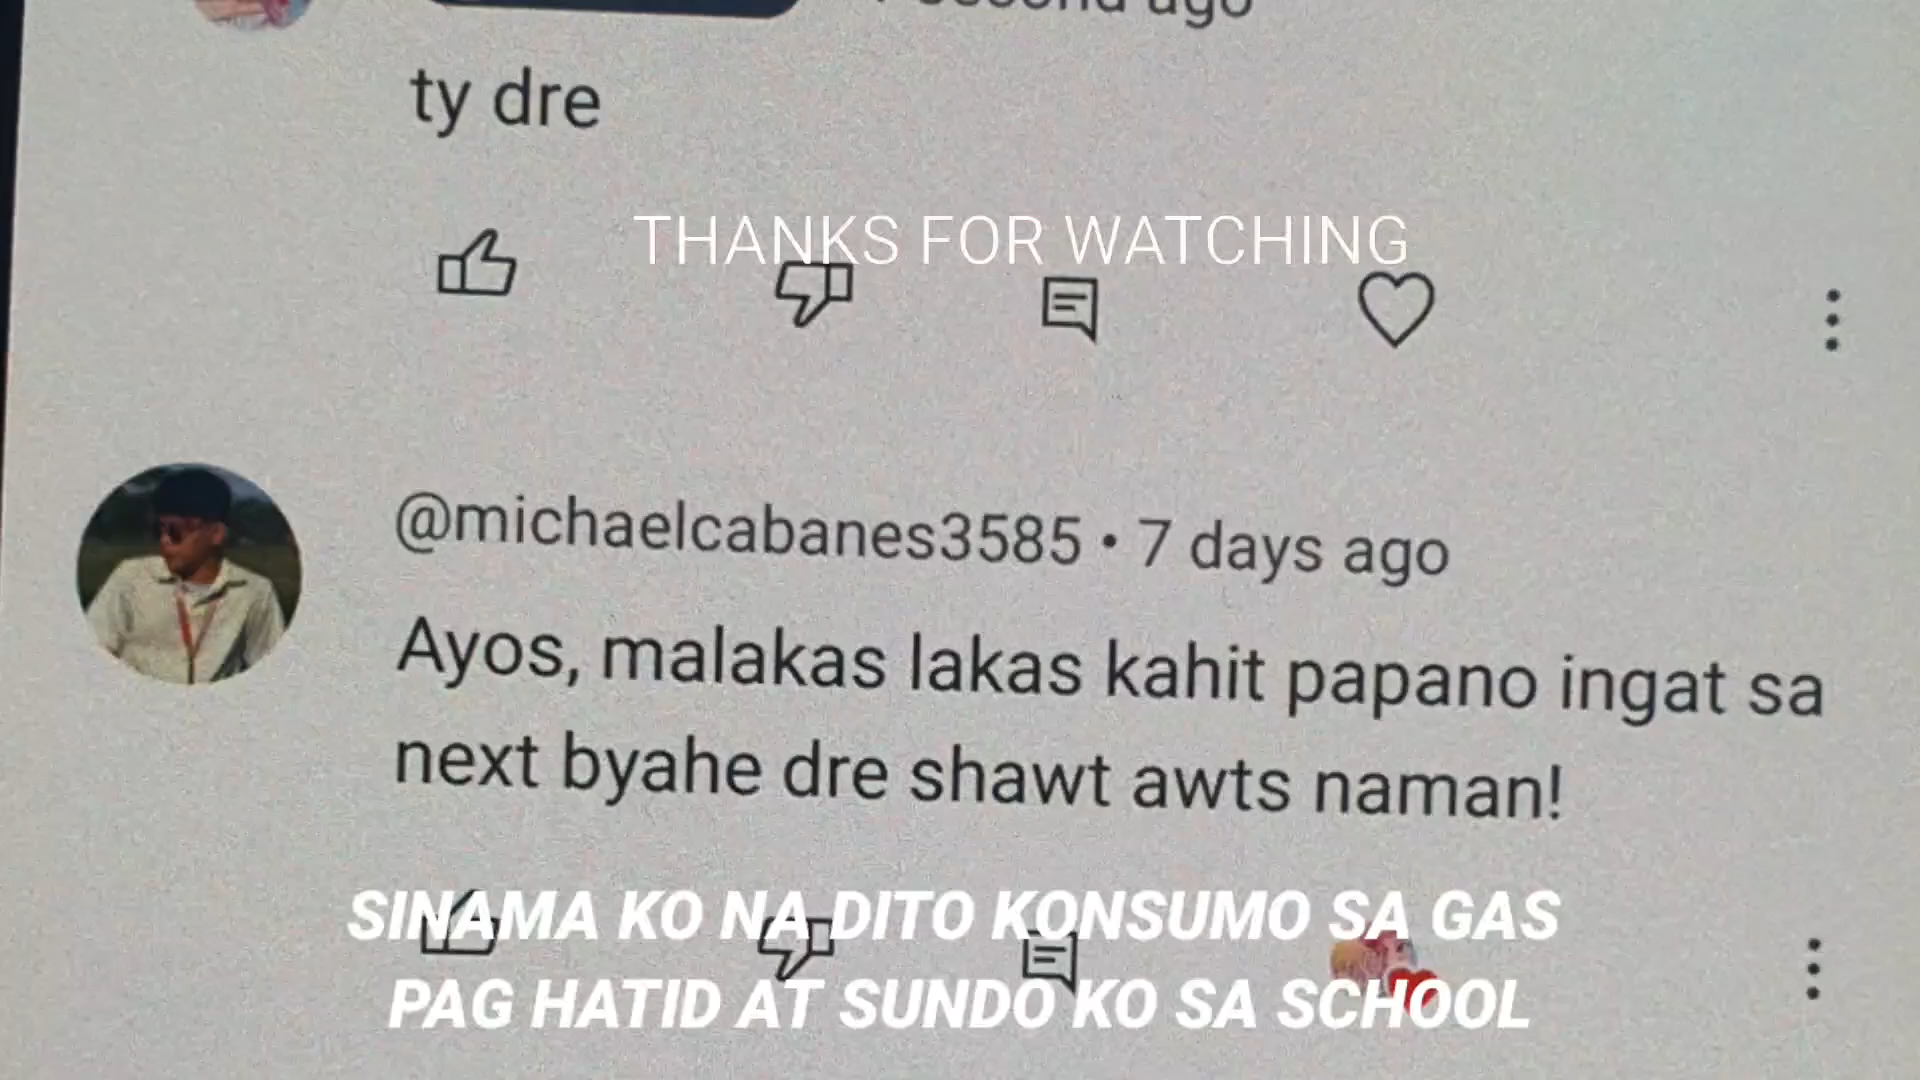 ago
ty dre
THANKS FOR WATCHING
@michaelcabanes3585 • 7 days ago
Ayos, malakas lakas kahit papano ingat sa
next byahe dre shawt awts naman!
SINAMA KO NA DITO KONSUMO SA GAS
PAG HATID AT SUNDO KO SA SCHOOL